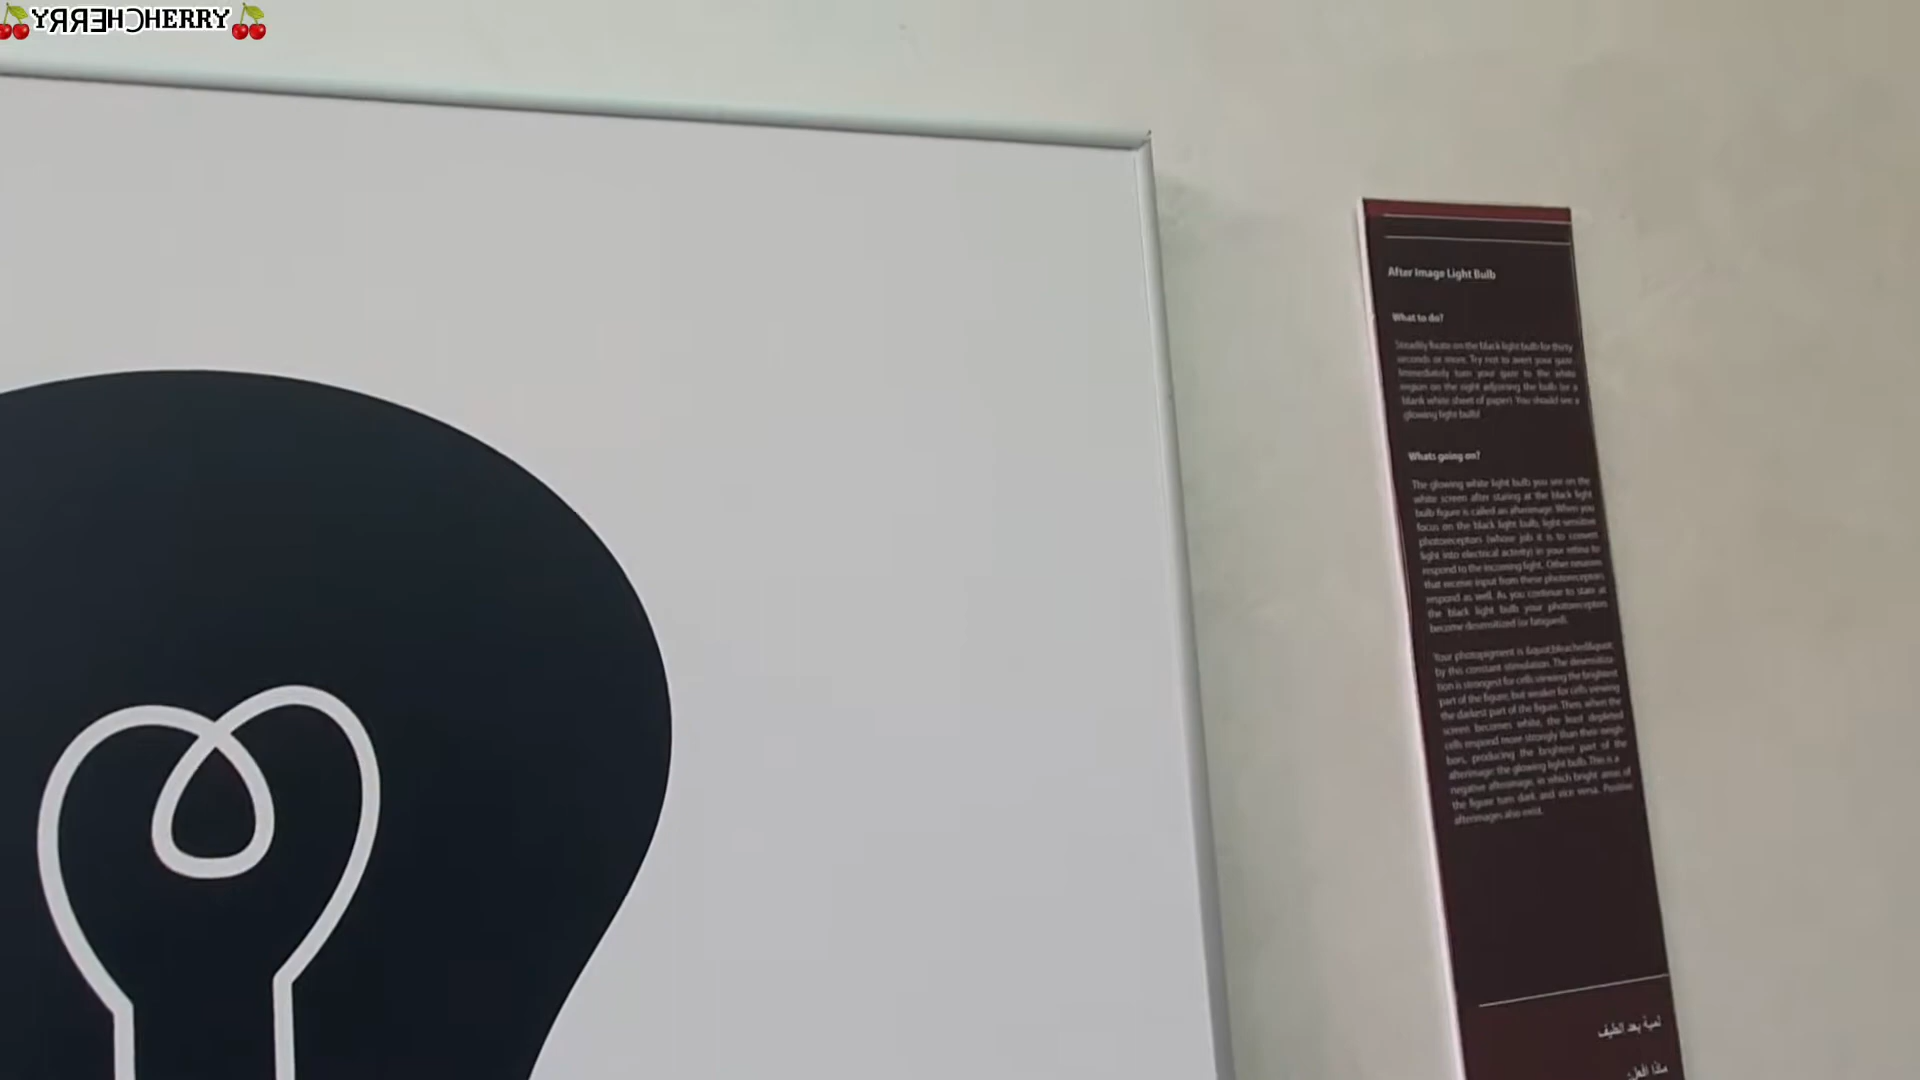 YЯЯƎHƆHERRY
After Image Light Bulb
What to do?
Steadily fixate on the black light bulb for thirty
seconds or more. Try not to avert your gaze.
Immediately turn your gaze to the white
region on the right adjoining the bulb (or a
blank white sheet of paper). You should see a
glowing light bulb!
Whats going on?
The glowing white light bulb you see on the
white screen after staring at the black light
bulb figure is called an afterimage. When you
focus on the black light bulb, light sensitive
photoreceptors (whose job it is to convert
light into electrical activity) in your retina to
respond to the incoming light. Other neurons
that receive input from these photoreceptors
respond as well. As you continue to stare at
the black light bulb your photoreceptors
become desensitized (or fatigued).
Your photopigment is &quot;bleached&quot;
by this constant stimulation. The desensitiza-
tion is strongest for cells viewing the brightest
part of the figure, but weaker for cells viewing
the darkest part of the figure. Then, when the
screen becomes white, the least depleted
cells respond more strongly than their neigh-
bors, producing the brightest part of the
afterimage: the glowing light bulb. This is a
negative afterimage, in which bright areas of
the figure turn dark and vice versa. Positive
afterimages also exist.
لمبة بعد الطيف
ماذا افعل: